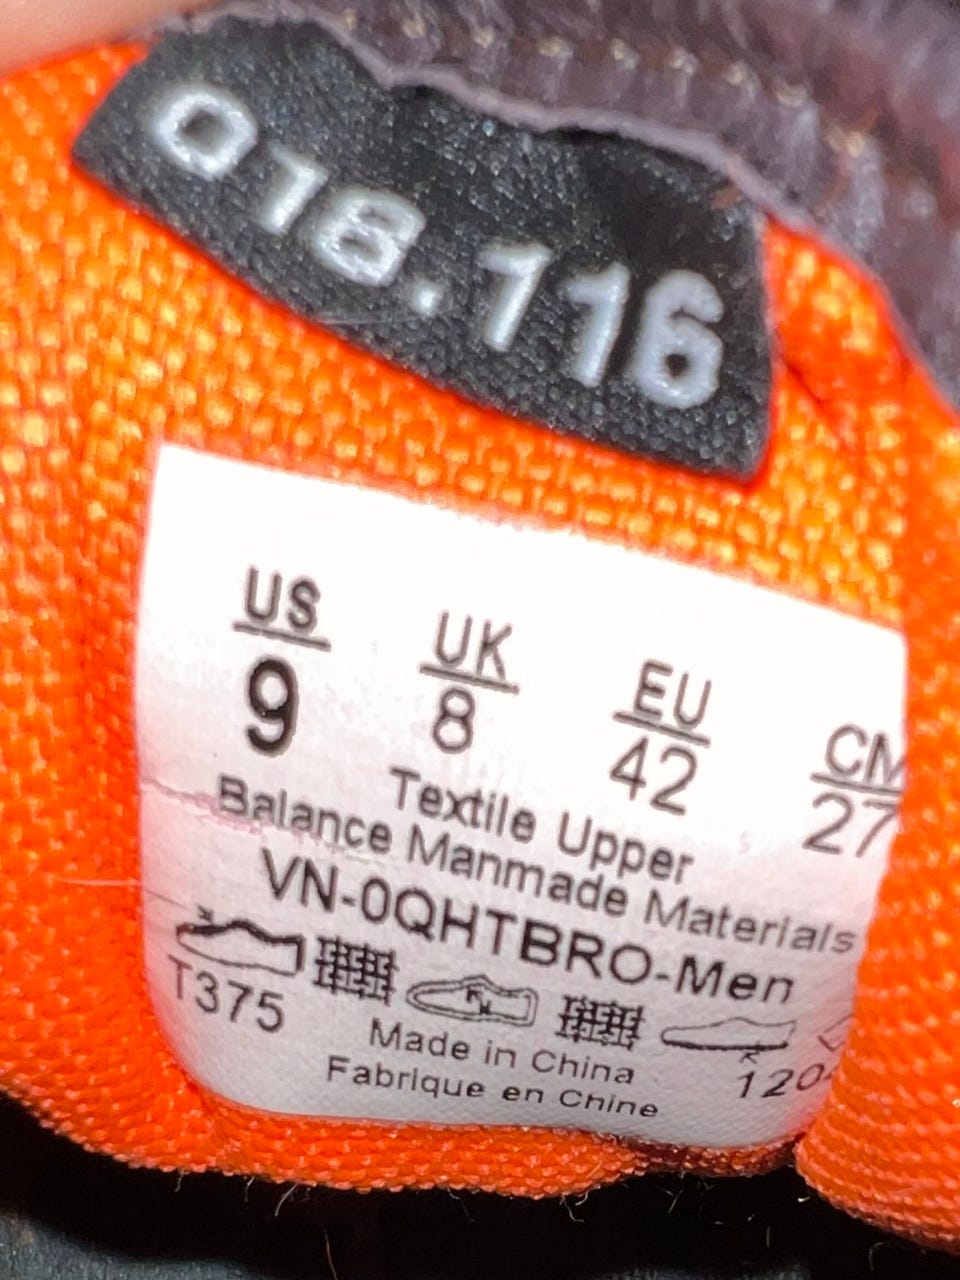 018.116
US UK EU CM
9 8 42 27
Textile Upper
Balance Manmade Materials
VN-0QHTBRO-Men
T375
Made in China
Fabrique en Chine